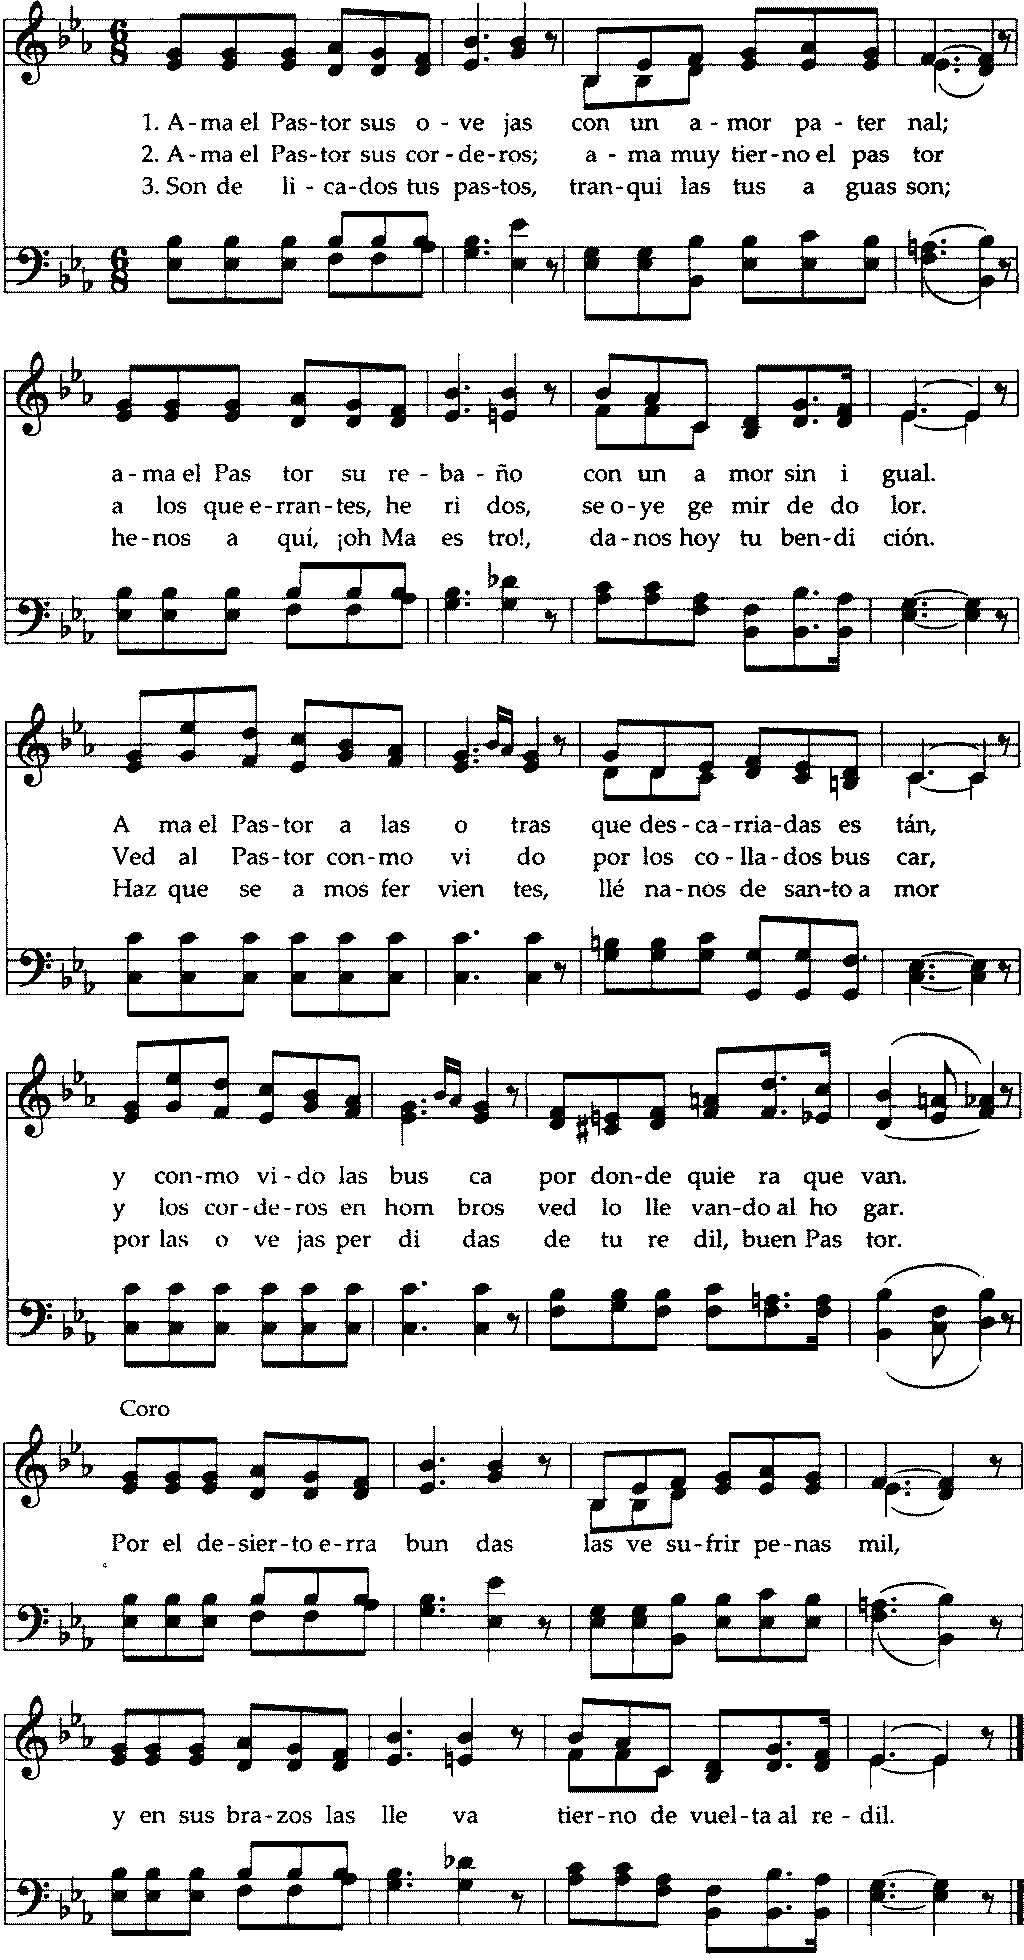 1. A-ma el Pas-tor sus o-ve jas con un a-mor pa-ter nal;
2. A-ma el Pas-tor sus cor-de-ros; a-ma muy tier-no el pas tor
3. Son de li-ca-dos tus pas-tos, tran-qui las tus a guas son;
a-ma el Pas tor su re-ba-ño con un a mor sin i gual.
a los que e-rran-tes, he ri dos, se o-ye ge mir de do lor.
he-nos a quí, ¡oh Ma es tro!, da-nos hoy tu ben-di ción.
A ma el Pas-tor a las o tras que des-ca-rria-das es tán,
Ved al Pas-tor con-mo vi do por los co-lla-dos bus car,
Haz que se a mos fer vien tes, llé na-nos de san-to a mor
y con-mo vi-do las bus ca por don-de quie ra que van.
y los cor-de-ros en hom bros ved lo lle van-do al ho gar.
por las o ve jas per di das de tu re dil, buen Pas tor.
Coro
Por el de-sier-to e-rra bun das las ve su-frir pe-nas mil,
y en sus bra-zos las lle va tier-no de vuel-ta al re-dil.